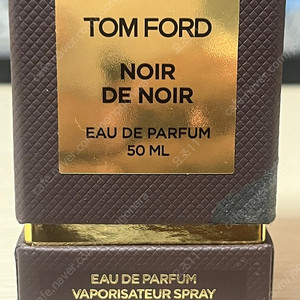 TOM FORD
NOIR
DE NOIR
EAU DE PARFUM
50 ML
EAU DE PARFUM
VAPORISATEUR SPRAY